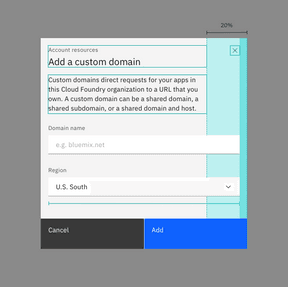 20%
Account resources
Add a custom domain
Custom domains direct requests for your apps in
this Cloud Foundry organization to a URL that you
own. A custom domain can be a shared domain, a
shared subdomain, or a shared domain and host.
Domain name
e.g. bluemix.net
Region
U.S. South
Cancel
Add